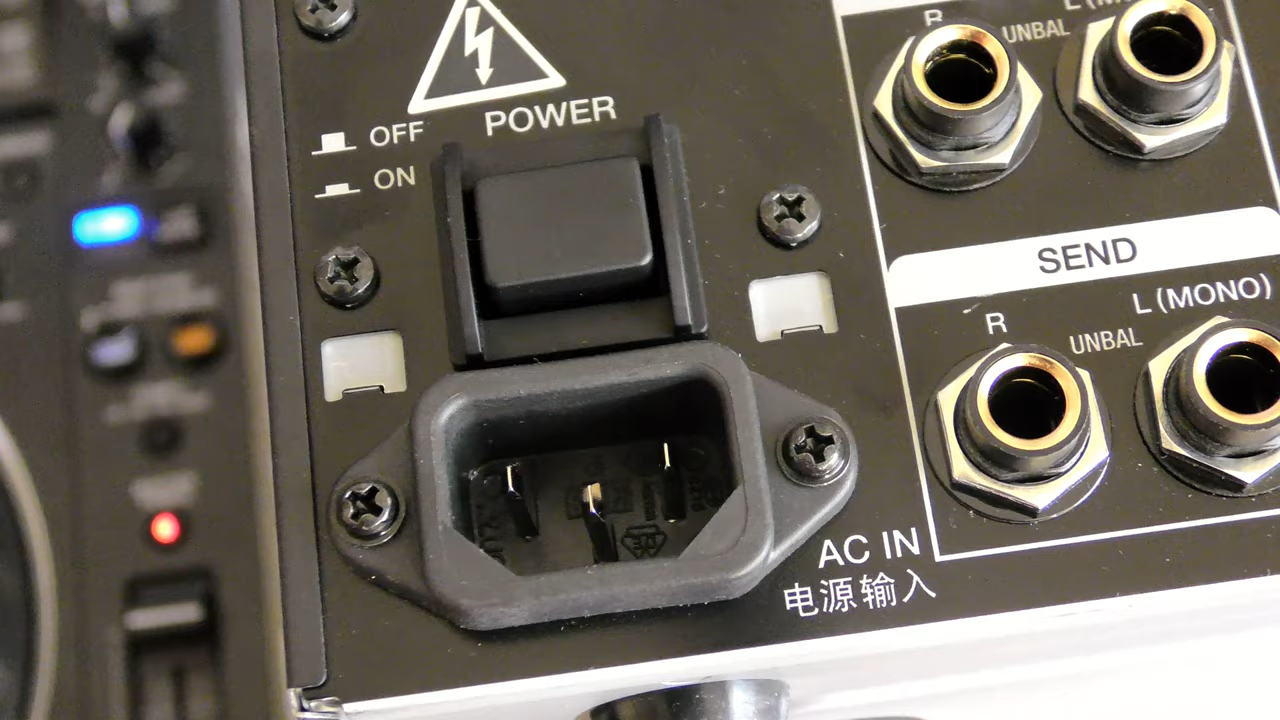 R
UNBAL
POWER
OFF
ON
SEND
L (MONO)
R
UNBAL
AC IN
电源输入